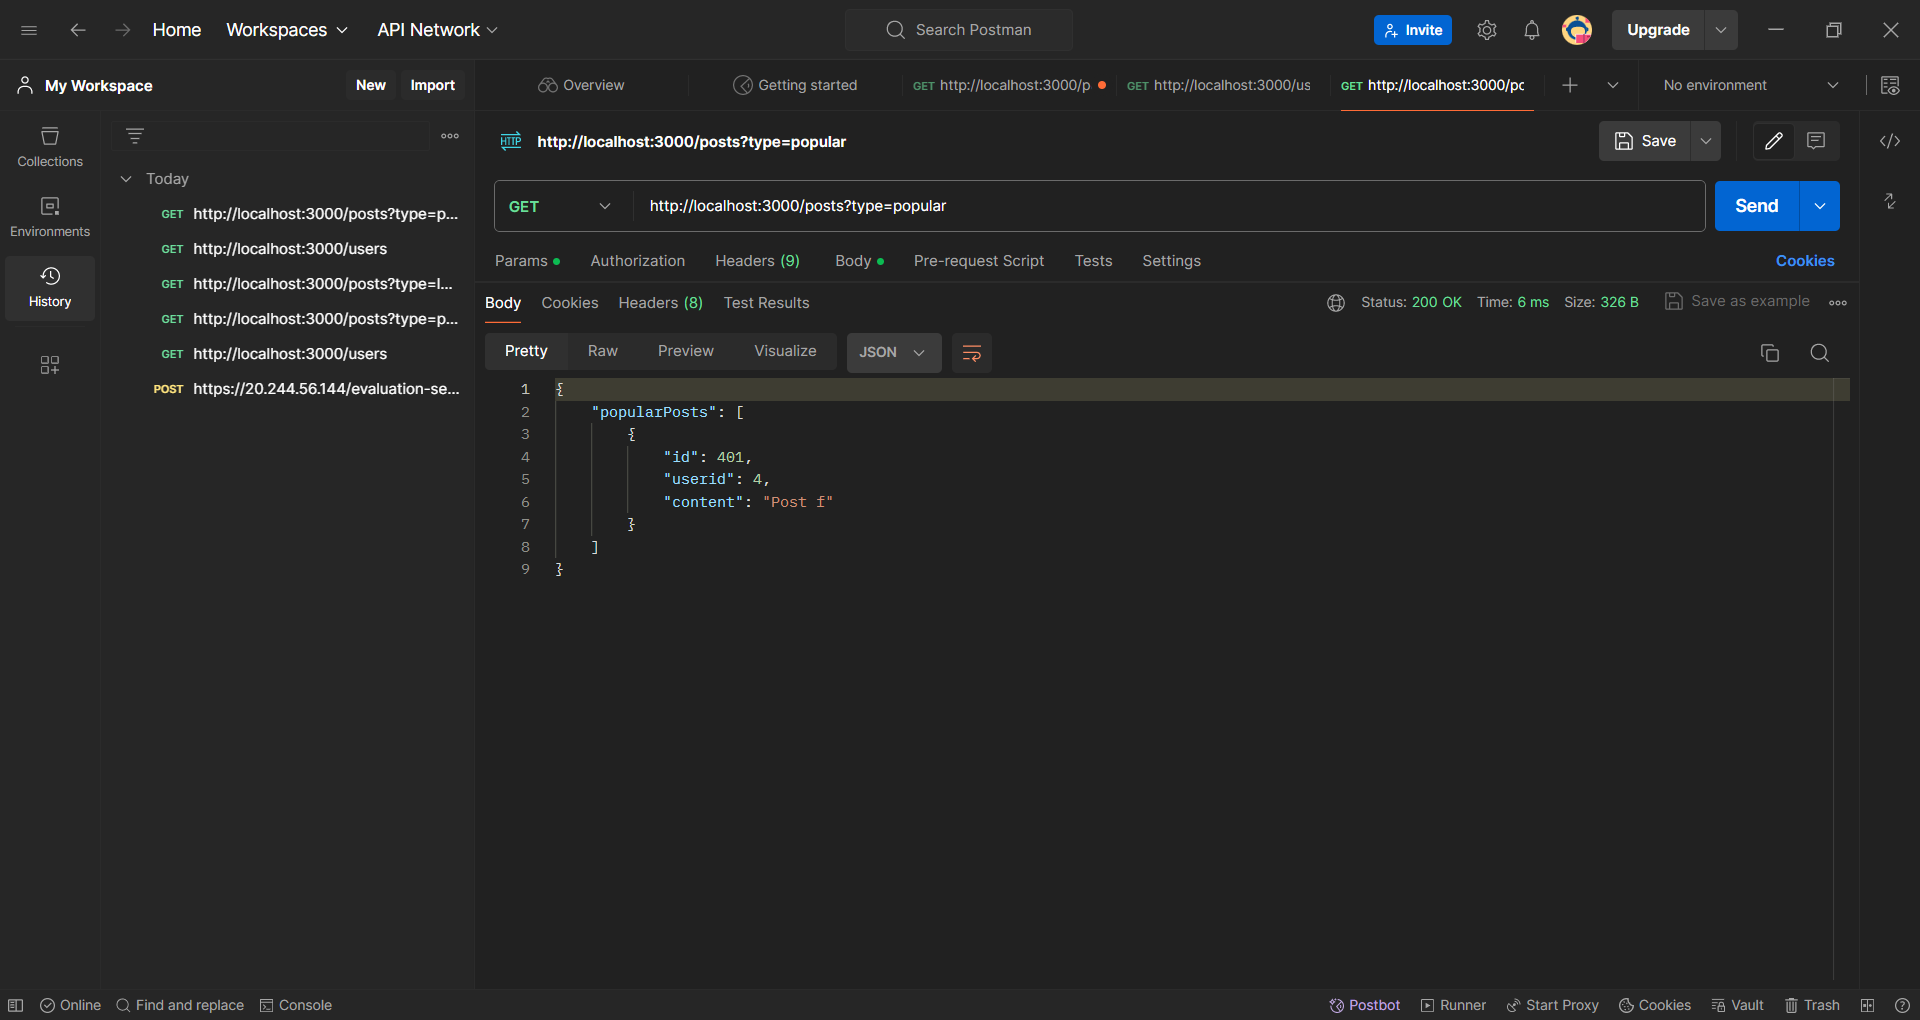 Home Workspaces API Network Search Postman Invite Upgrade
My Workspace New Import Overview Getting started GET http://localhost:3000/p GET http://localhost:3000/us GET http://localhost:3000/po No environment
Collections
Environments
History
Today
GET http://localhost:3000/posts?type=p...
GET http://localhost:3000/users
GET http://localhost:3000/posts?type=l...
GET http://localhost:3000/posts?type=p...
GET http://localhost:3000/users
POST https://20.244.56.144/evaluation-se...
HTTP http://localhost:3000/posts?type=popular Save
GET http://localhost:3000/posts?type=popular Send
Params Authorization Headers (9) Body Pre-request Script Tests Settings Cookies
Body Cookies Headers (8) Test Results Status: 200 OK Time: 6 ms Size: 326 B Save as example
Pretty Raw Preview Visualize JSON
1 {
2 "popularPosts": [
3 {
4 "id": 401,
5 "userid": 4,
6 "content": "Post f"
7 }
8 ]
9 }
Online Find and replace Console Postbot Runner Start Proxy Cookies Vault Trash